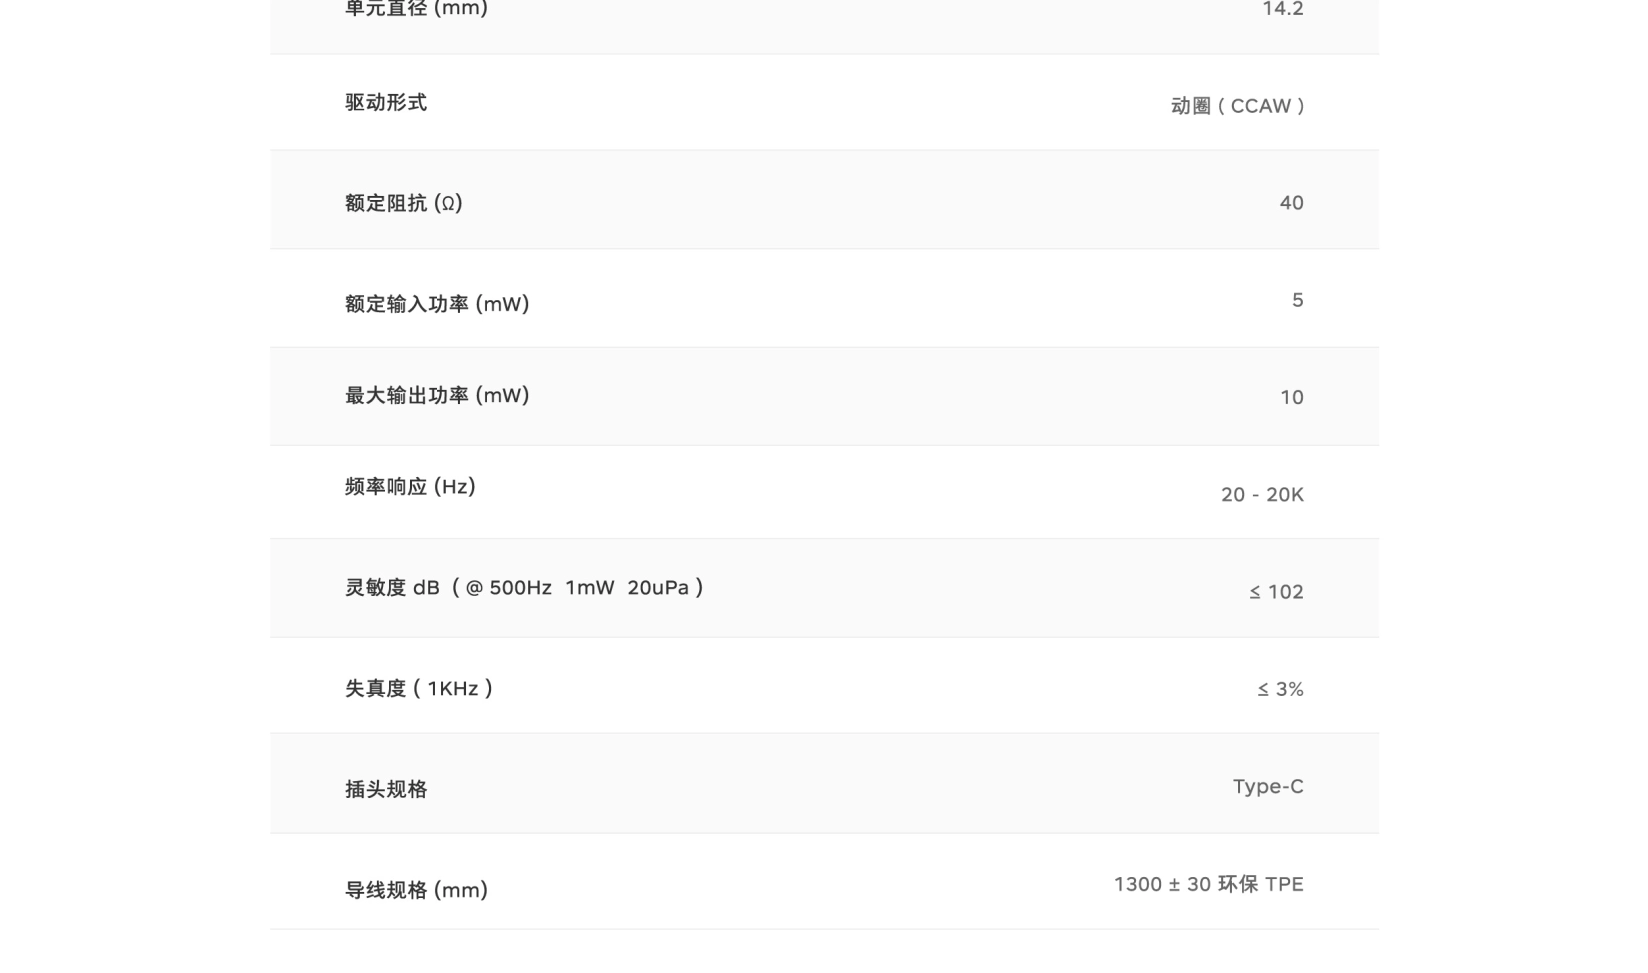 单元直径 (mm) 14.2
驱动形式 动圈 ( CCAW )
额定阻抗 (Ω) 40
额定输入功率 (mW) 5
最大输出功率 (mW) 10
频率响应 (Hz) 20 - 20K
灵敏度 dB ( @ 500Hz 1mW 20uPa ) ≤ 102
失真度 ( 1KHz ) ≤ 3%
插头规格 Type-C
导线规格 (mm) 1300 ± 30 环保 TPE